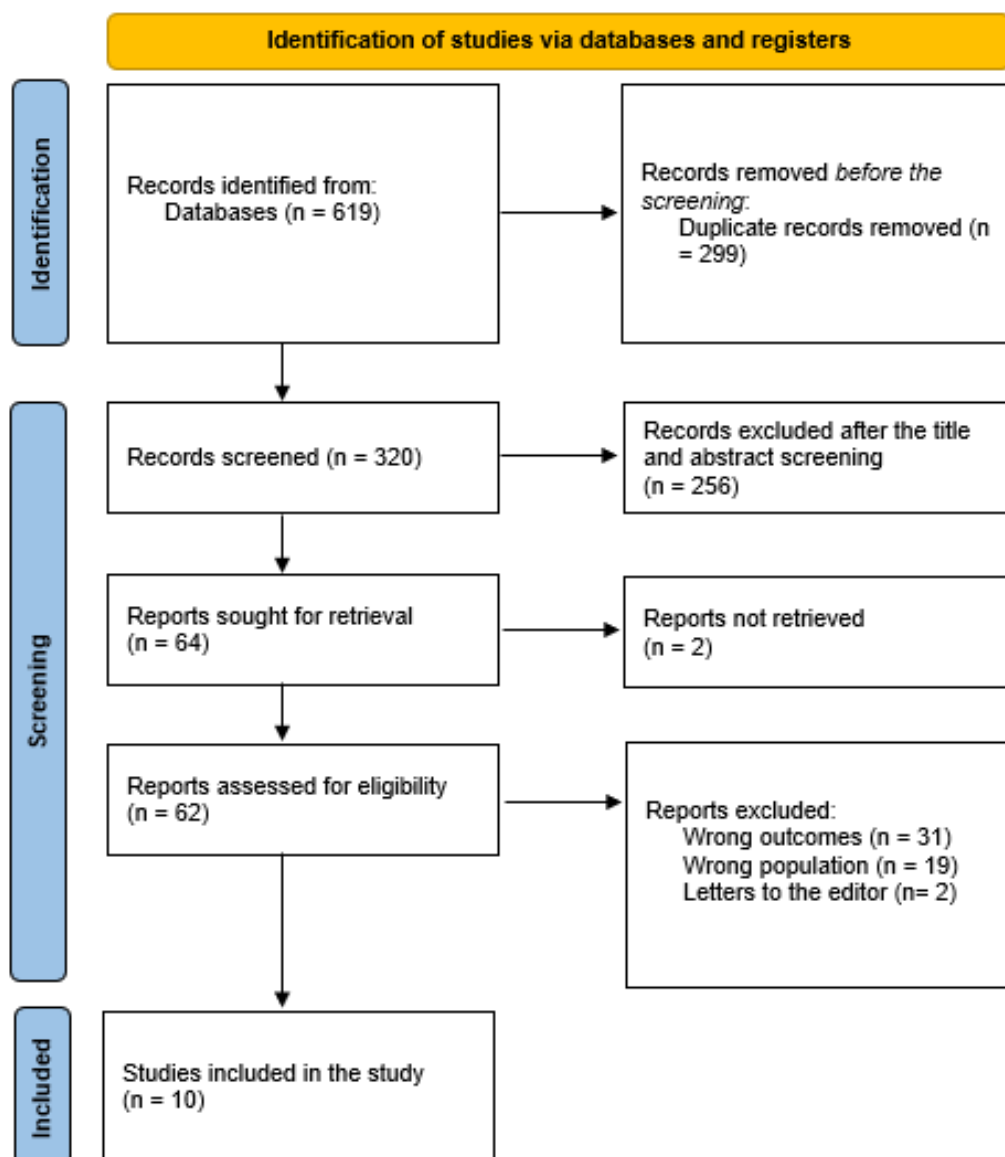 Identification of studies via databases and registers
Identification
Records identified from:
Databases (n = 619)
Records removed before the
screening:
Duplicate records removed (n
= 299)
Screening
Records screened (n = 320)
Records excluded after the title
and abstract screening
(n = 256)
Reports sought for retrieval
(n = 64)
Reports not retrieved
(n = 2)
Reports assessed for eligibility
(n = 62)
Reports excluded:
Wrong outcomes (n = 31)
Wrong population (n = 19)
Letters to the editor (n= 2)
Included
Studies included in the study
(n = 10)